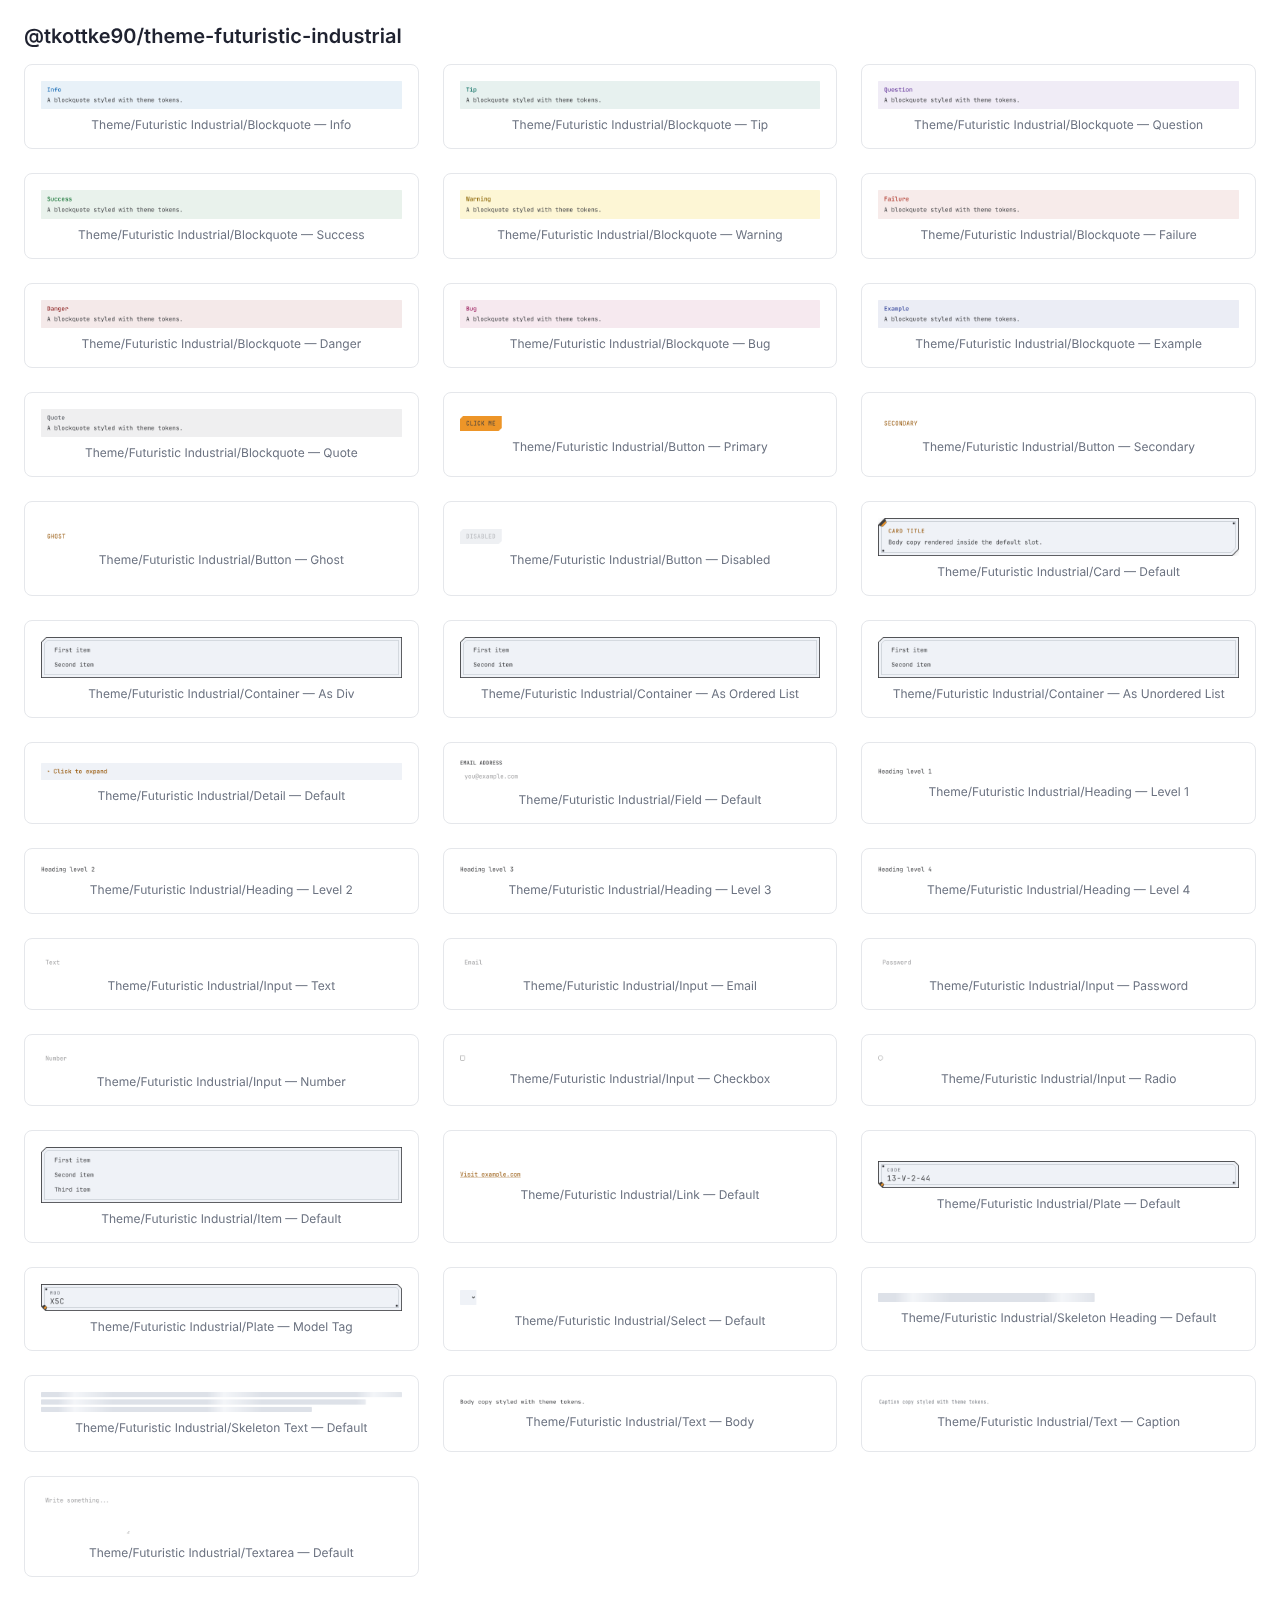 @tkottke90/theme-futuristic-industrial
Info
A blockquote styled with theme tokens.
Theme/Futuristic Industrial/Blockquote — Info
Tip
A blockquote styled with theme tokens.
Theme/Futuristic Industrial/Blockquote — Tip
Question
A blockquote styled with theme tokens.
Theme/Futuristic Industrial/Blockquote — Question
Success
A blockquote styled with theme tokens.
Theme/Futuristic Industrial/Blockquote — Success
Warning
A blockquote styled with theme tokens.
Theme/Futuristic Industrial/Blockquote — Warning
Failure
A blockquote styled with theme tokens.
Theme/Futuristic Industrial/Blockquote — Failure
Danger
A blockquote styled with theme tokens.
Theme/Futuristic Industrial/Blockquote — Danger
Bug
A blockquote styled with theme tokens.
Theme/Futuristic Industrial/Blockquote — Bug
Example
A blockquote styled with theme tokens.
Theme/Futuristic Industrial/Blockquote — Example
Quote
A blockquote styled with theme tokens.
Theme/Futuristic Industrial/Blockquote — Quote
CLICK ME
Theme/Futuristic Industrial/Button — Primary
SECONDARY
Theme/Futuristic Industrial/Button — Secondary
GHOST
Theme/Futuristic Industrial/Button — Ghost
DISABLED
Theme/Futuristic Industrial/Button — Disabled
CARD TITLE
Body copy rendered inside the default slot.
Theme/Futuristic Industrial/Card — Default
First item
Second item
Theme/Futuristic Industrial/Container — As Div
First item
Second item
Theme/Futuristic Industrial/Container — As Ordered List
First item
Second item
Theme/Futuristic Industrial/Container — As Unordered List
Click to expand
Theme/Futuristic Industrial/Detail — Default
EMAIL ADDRESS
you@example.com
Theme/Futuristic Industrial/Field — Default
Heading level 1
Theme/Futuristic Industrial/Heading — Level 1
Heading level 2
Theme/Futuristic Industrial/Heading — Level 2
Heading level 3
Theme/Futuristic Industrial/Heading — Level 3
Heading level 4
Theme/Futuristic Industrial/Heading — Level 4
Text
Theme/Futuristic Industrial/Input — Text
Email
Theme/Futuristic Industrial/Input — Email
Password
Theme/Futuristic Industrial/Input — Password
Number
Theme/Futuristic Industrial/Input — Number
Theme/Futuristic Industrial/Input — Checkbox
Theme/Futuristic Industrial/Input — Radio
First item
Second item
Third item
Theme/Futuristic Industrial/Item — Default
Visit example.com
Theme/Futuristic Industrial/Link — Default
CODE
13-V-2-44
Theme/Futuristic Industrial/Plate — Default
XSC
Theme/Futuristic Industrial/Plate — Model Tag
Theme/Futuristic Industrial/Select — Default
Theme/Futuristic Industrial/Skeleton Heading — Default
Theme/Futuristic Industrial/Skeleton Text — Default
Body copy styled with theme tokens.
Theme/Futuristic Industrial/Text — Body
Caption copy styled with theme tokens.
Theme/Futuristic Industrial/Text — Caption
Write something...
Theme/Futuristic Industrial/Textarea — Default